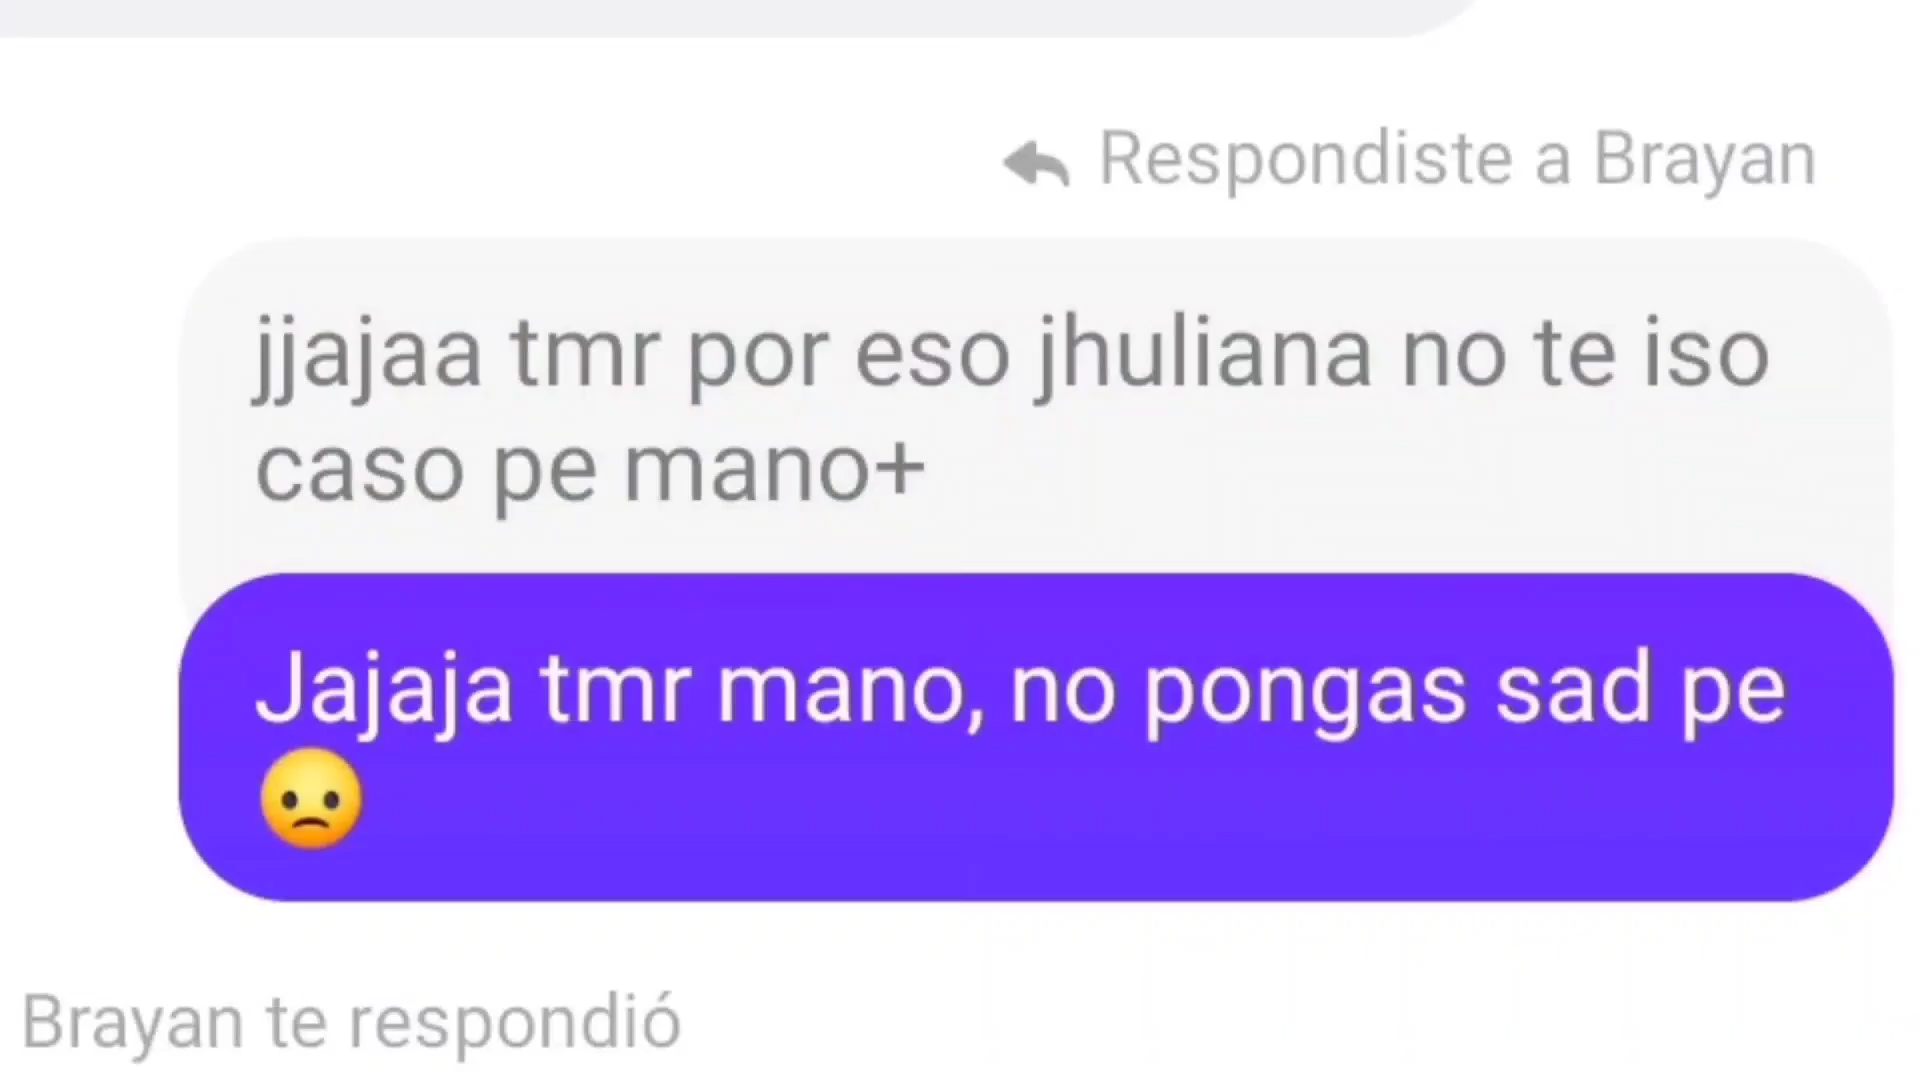 Respondiste a Brayan
jjajaa tmr por eso jhuliana no te iso
caso pe mano+
Jajaja tmr mano, no pongas sad pe
🙁
Brayan te respondió